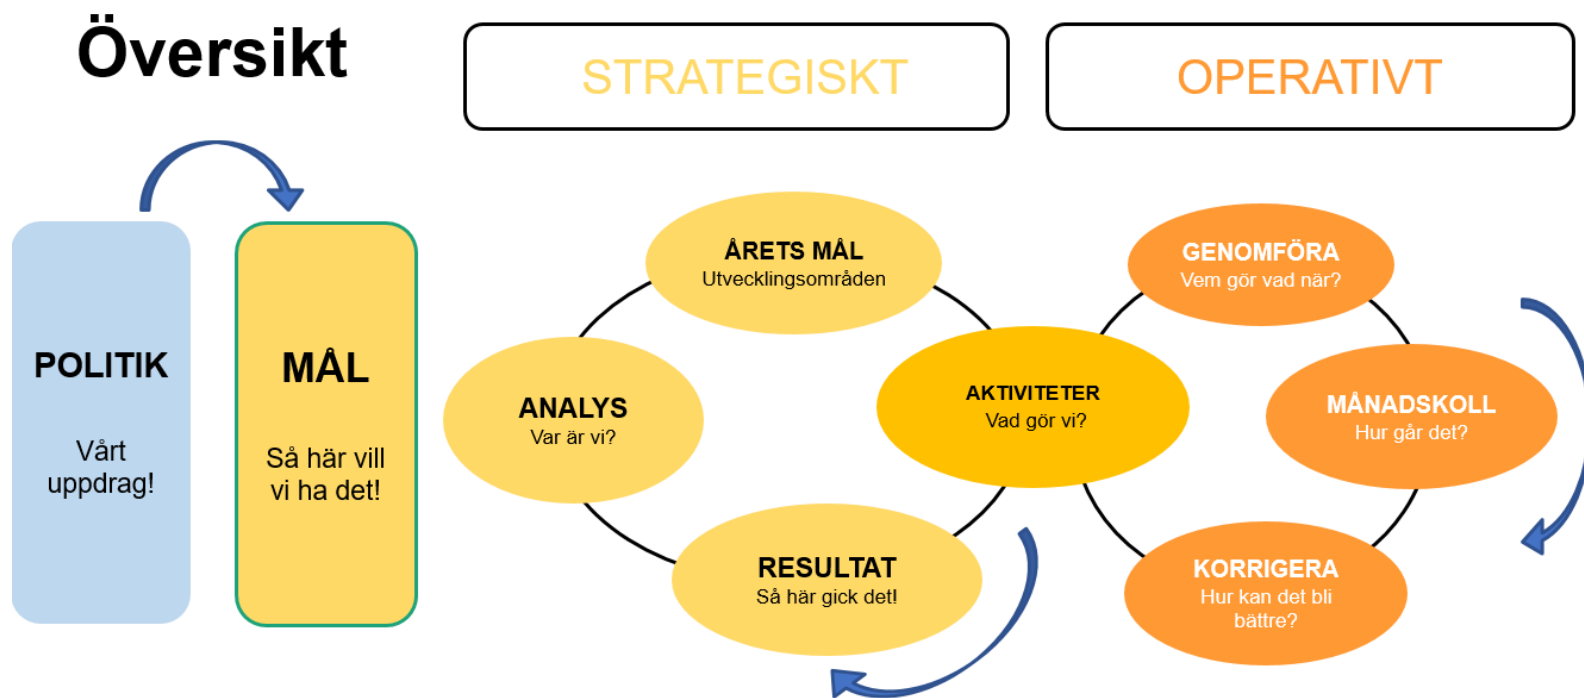 Översikt
STRATEGISKT
OPERATIVT
POLITIK
Vårt
uppdrag!
MÅL
Så här vill
vi ha det!
ÅRETS MÅL
Utvecklingsområden
ANALYS
Var är vi?
AKTIVITETER
Vad gör vi?
RESULTAT
Så här gick det!
GENOMFÖRA
Vem gör vad när?
MÅNADSKOLL
Hur går det?
KORRIGERA
Hur kan det bli
bättre?